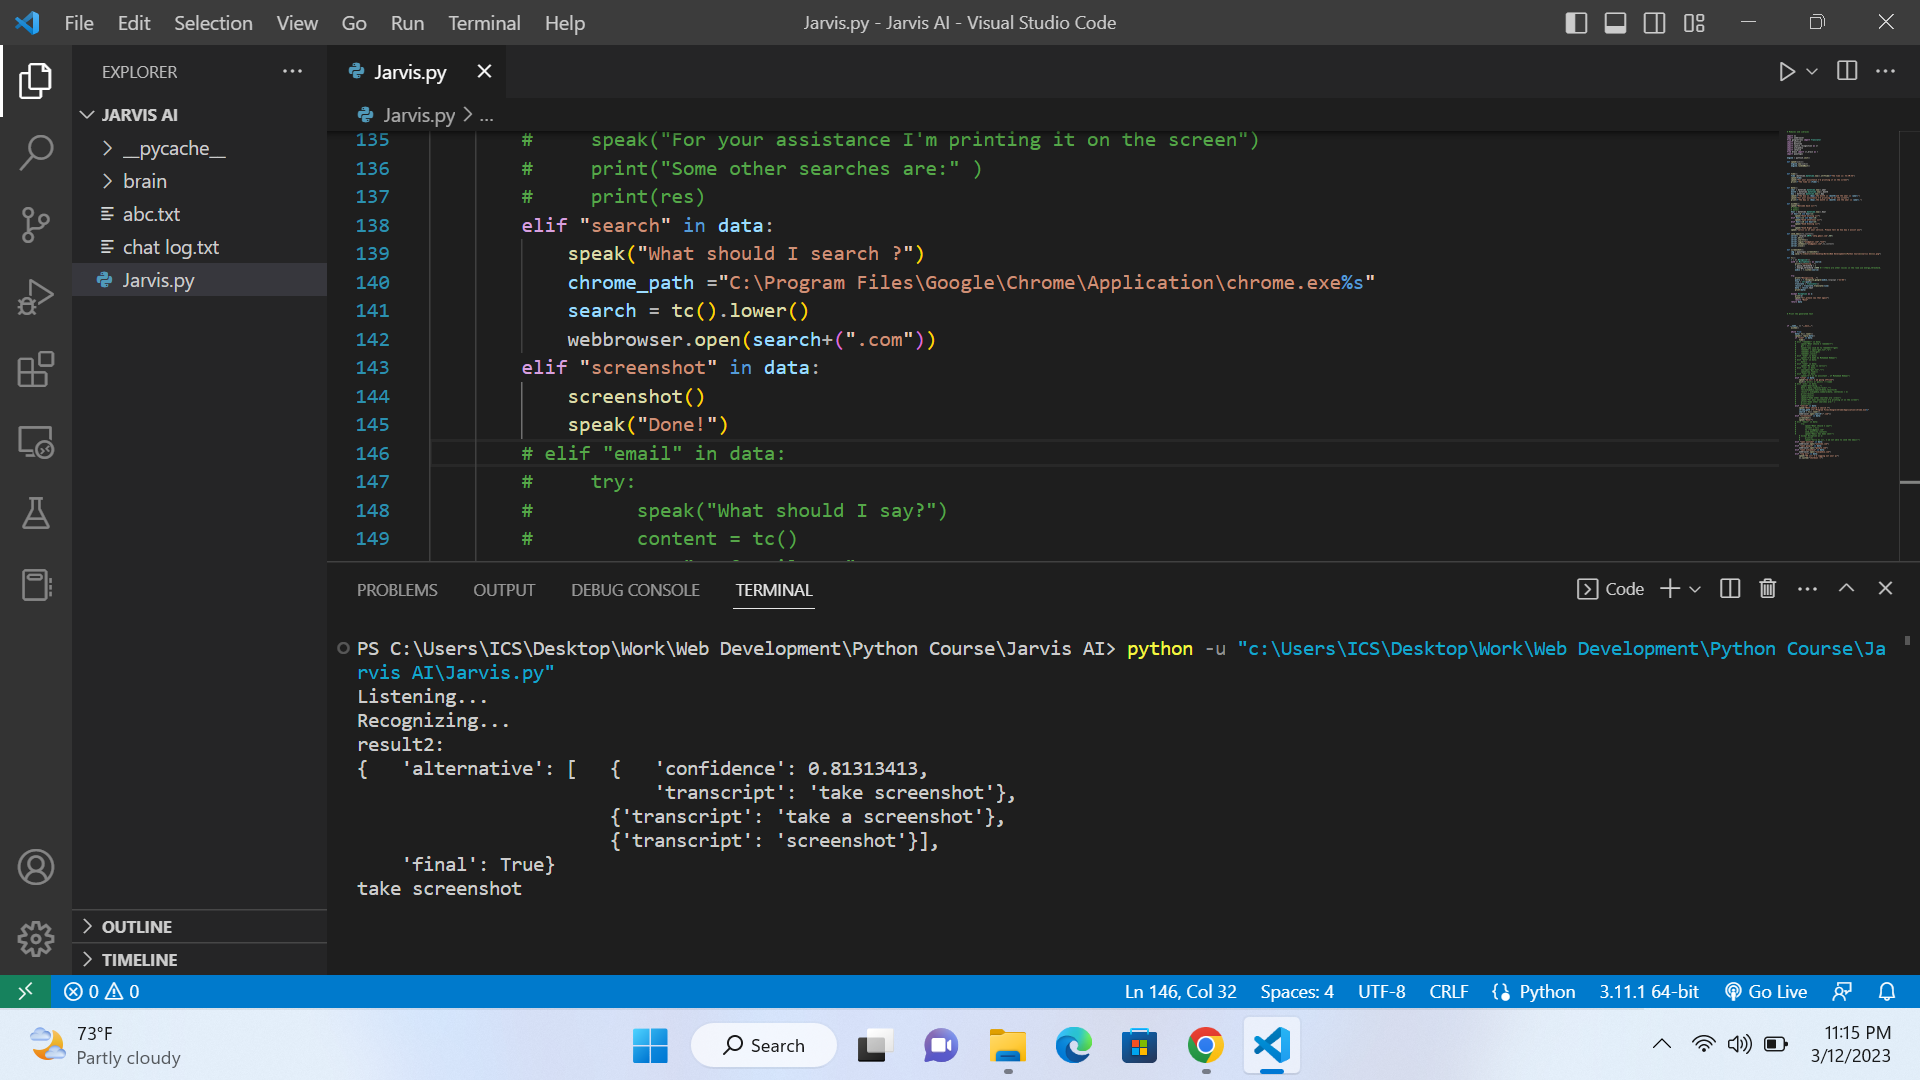 File Edit Selection View Go Run Terminal Help
Jarvis.py - Jarvis AI - Visual Studio Code
EXPLORER
JARVIS AI
__pycache__
brain
abc.txt
chat log.txt
Jarvis.py
OUTLINE
TIMELINE
Jarvis.py
Jarvis.py > ...
135 #     speak("For your assistance I'm printing it on the screen")
136 #     print("Some other searches are:" )
137 #     print(res)
138 elif "search" in data:
139     speak("What should I search ?")
140     chrome_path ="C:\Program Files\Google\Chrome\Application\chrome.exe%s"
141     search = tc().lower()
142     webbrowser.open(search+(".com"))
143 elif "screenshot" in data:
144     screenshot()
145     speak("Done!")
146 # elif "email" in data:
147 #     try:
148 #         speak("What should I say?")
149 #         content = tc()
PROBLEMS OUTPUT DEBUG CONSOLE TERMINAL
Code
PS C:\Users\ICS\Desktop\Work\Web Development\Python Course\Jarvis AI> python -u "c:\Users\ICS\Desktop\Work\Web Development\Python Course\Ja
rvis AI\Jarvis.py"
Listening...
Recognizing...
result2:
{   'alternative': [   {   'confidence': 0.81313413,
                           'transcript': 'take screenshot'},
                       {'transcript': 'take a screenshot'},
                       {'transcript': 'screenshot'}],
    'final': True}
take screenshot
0 0
Ln 146, Col 32 Spaces: 4 UTF-8 CRLF Python 3.11.1 64-bit Go Live
73°F
Partly cloudy
Search
11:15 PM
3/12/2023